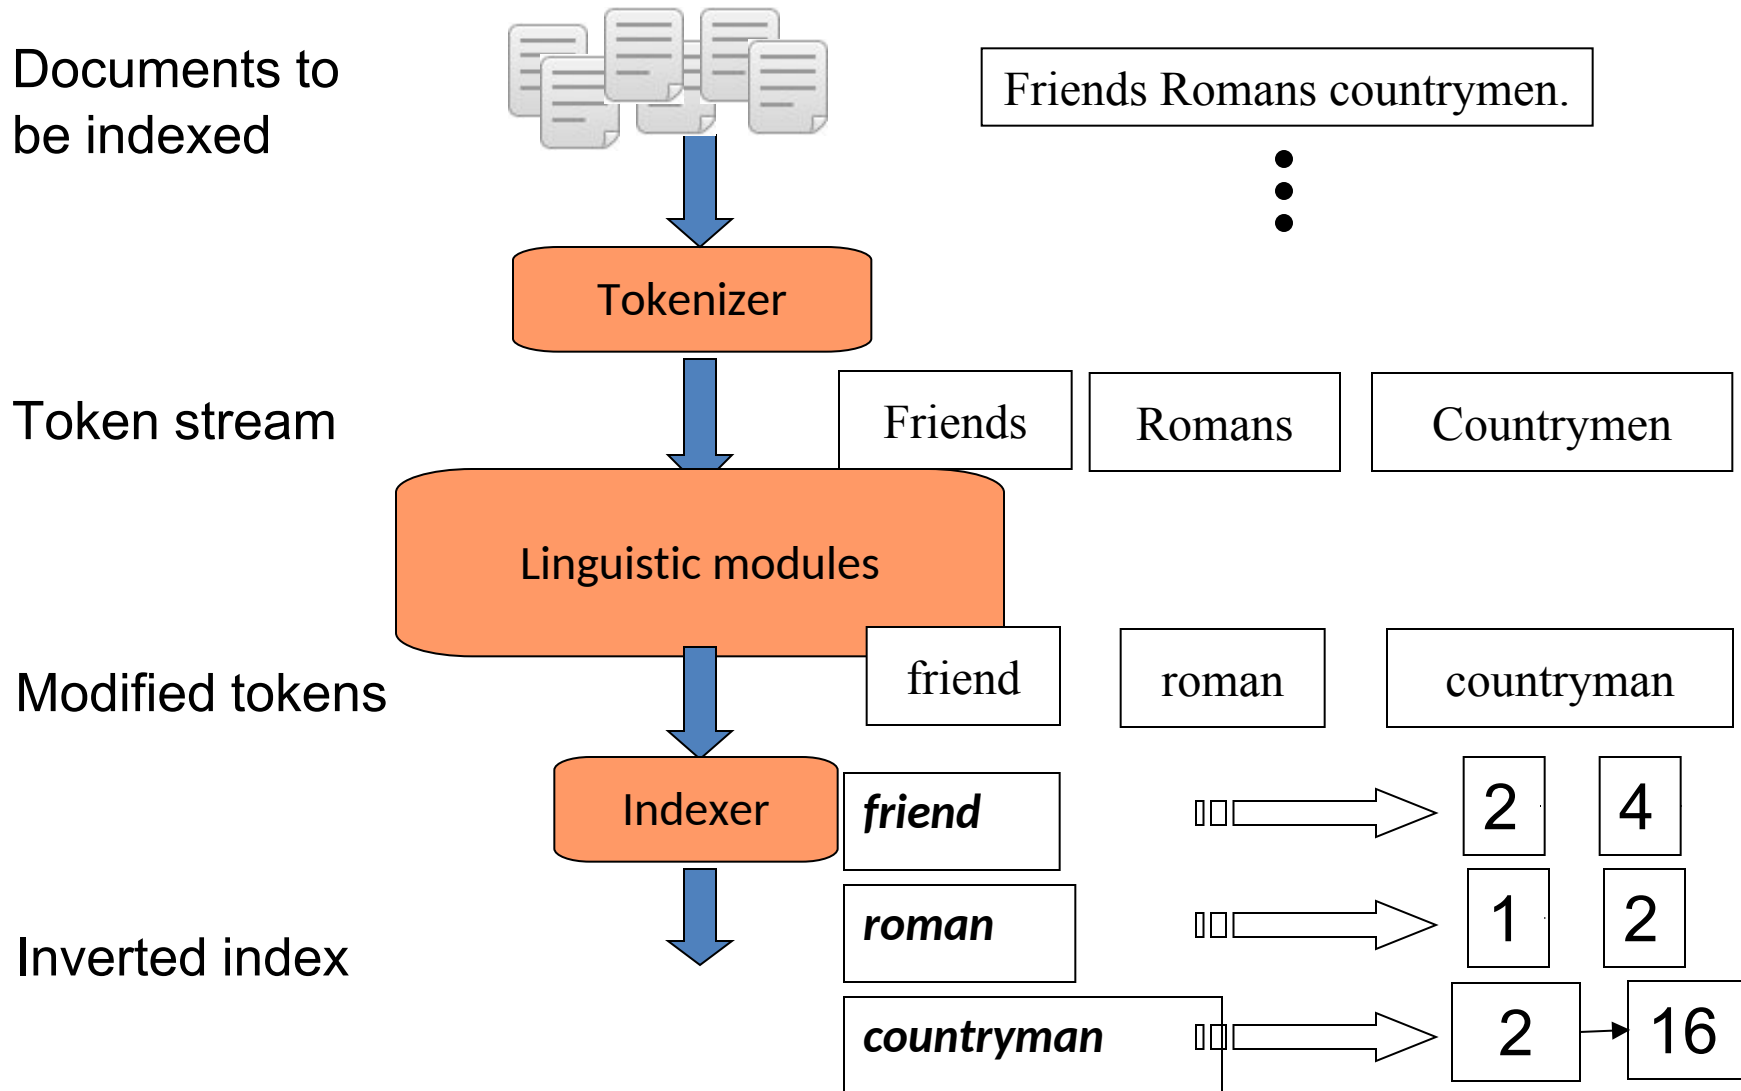 Documents to
be indexed
Friends Romans countrymen.
Tokenizer
Token stream
Friends
Romans
Countrymen
Linguistic modules
Modified tokens
friend
roman
countryman
Indexer
friend
2
4
roman
1
2
Inverted index
countryman
2
16